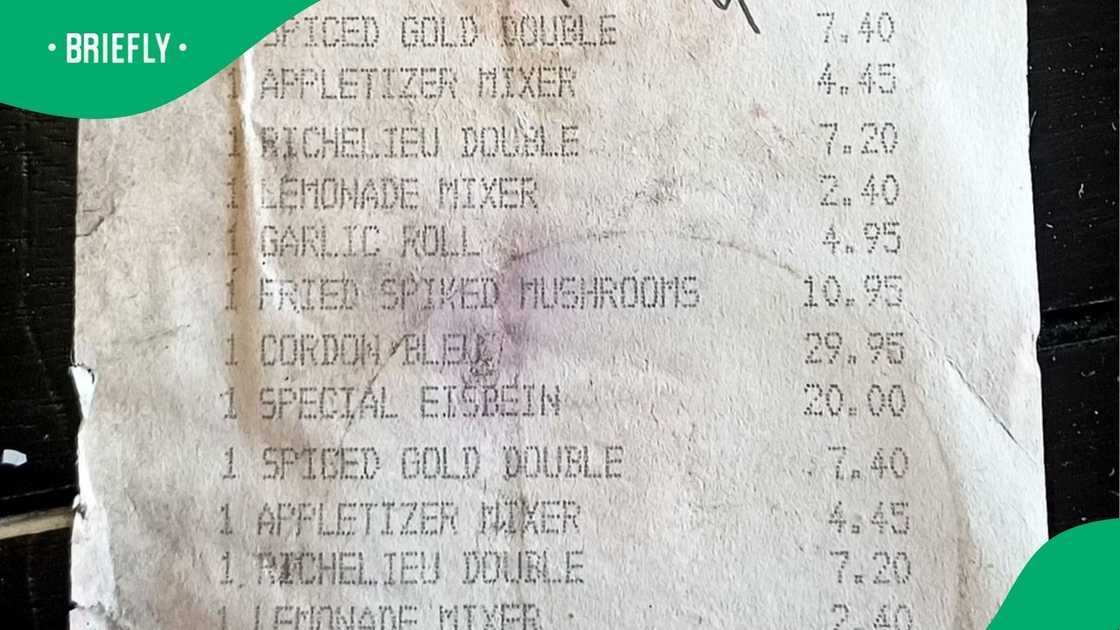 • BRIEFLY •
SPICED GOLD DOUBLE 7.40
1 APPLETIZER MIXER 4.45
1 RICHELIEU DOUBLE 7.20
1 LEMONADE MIXER 2.40
1 GARLIC ROLL 4.95
1 FRIED SPIKED MUSHROOMS 10.95
1 CORDON BLEU 29.95
1 SPECIAL EISBEIN 20.00
1 SPICED GOLD DOUBLE 7.40
1 APPLETIZER MIXER 4.45
1 RICHELIEU DOUBLE 7.20
1 LEMONADE MIXER 2.40